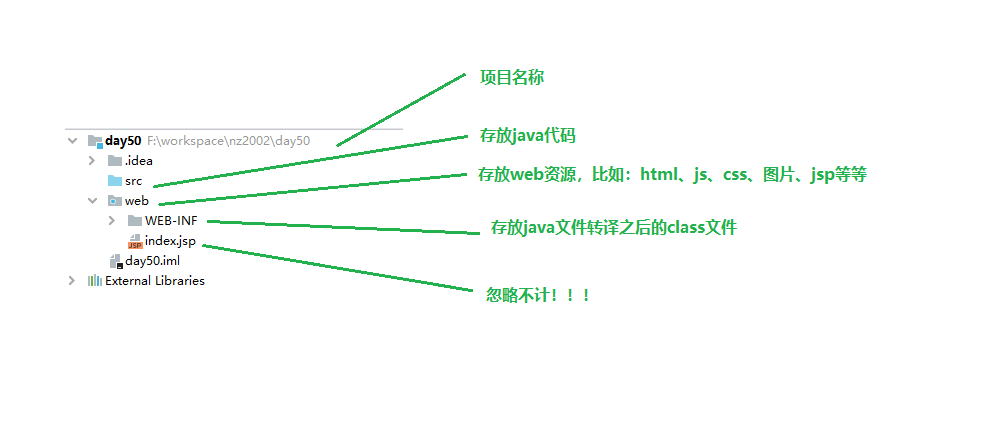 项目名称
day50 F:\workspace\nz2002\day50
存放java代码
.idea
src
存放web资源，比如：html、js、css、图片、jsp等等
web
WEB-INF
存放java文件转译之后的class文件
JSP
index.jsp
day50.iml
External Libraries
忽略不计！！！